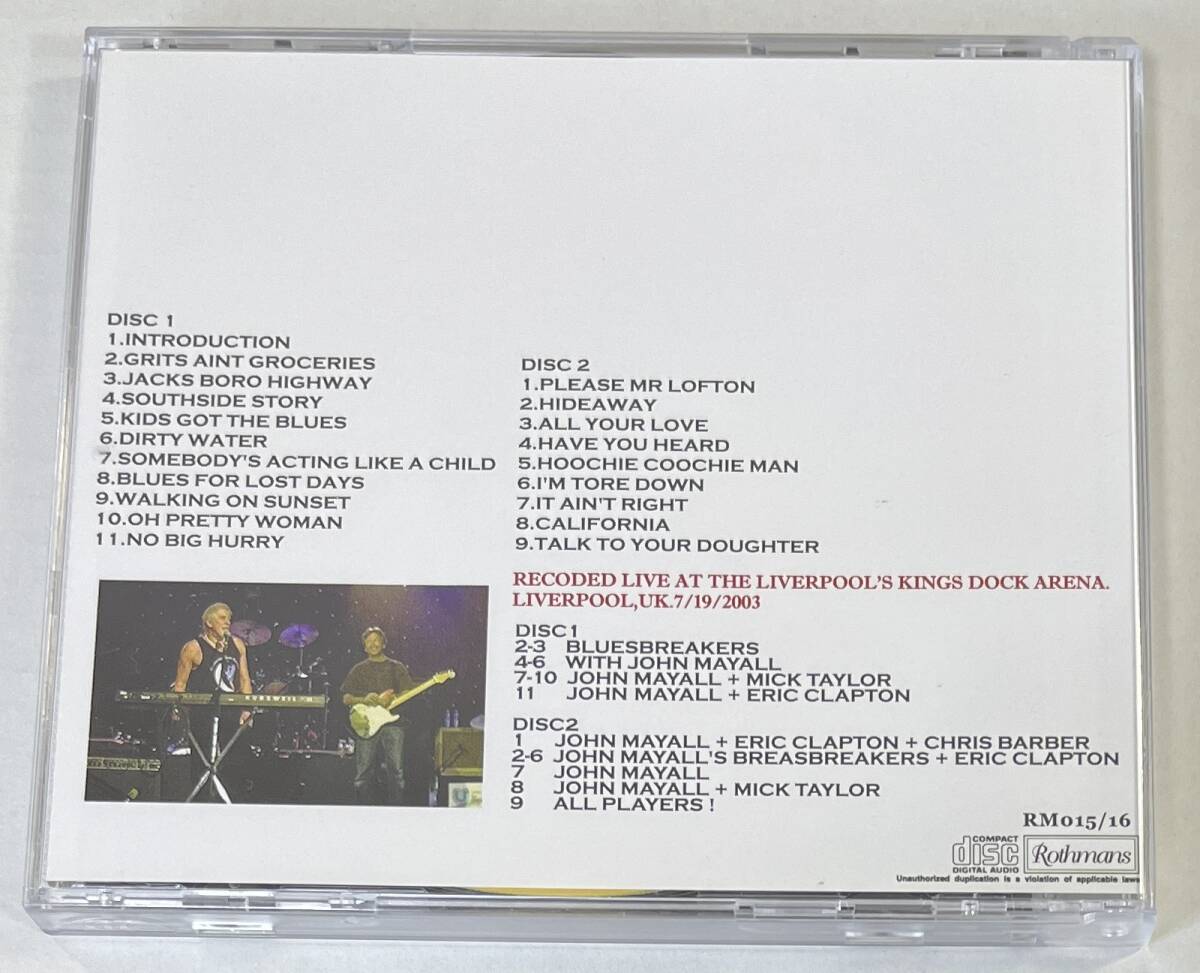 DISC 1
1.INTRODUCTION
2.GRITS AINT GROCERIES
3.JACKS BORO HIGHWAY
4.SOUTHSIDE STORY
5.KIDS GOT THE BLUES
6.DIRTY WATER
7.SOMEBODY'S ACTING LIKE A CHILD
8.BLUES FOR LOST DAYS
9.WALKING ON SUNSET
10.OH PRETTY WOMAN
11.NO BIG HURRY
DISC 2
1.PLEASE MR LOFTON
2.HIDEAWAY
3.ALL YOUR LOVE
4.HAVE YOU HEARD
5.HOOCHIE COOCHIE MAN
6.I'M TORE DOWN
7.IT AIN'T RIGHT
8.CALIFORNIA
9.TALK TO YOUR DOUGHTER
RECODED LIVE AT THE LIVERPOOL'S KINGS DOCK ARENA.
LIVERPOOL,UK.7/19/2003
DISC1
2-3 BLUESBREAKERS
4-6 WITH JOHN MAYALL
7-10 JOHN MAYALL + MICK TAYLOR
11 JOHN MAYALL + ERIC CLAPTON
DISC2
1 JOHN MAYALL + ERIC CLAPTON + CHRIS BARBER
2-6 JOHN MAYALL'S BREASBREAKERS + ERIC CLAPTON
7 JOHN MAYALL
8 JOHN MAYALL + MICK TAYLOR
9 ALL PLAYERS !
KURZWEIL
RM015/16
COMPACT
disc
DIGITAL AUDIO
Rothmans
Unauthorized duplication is a violation of applicable laws